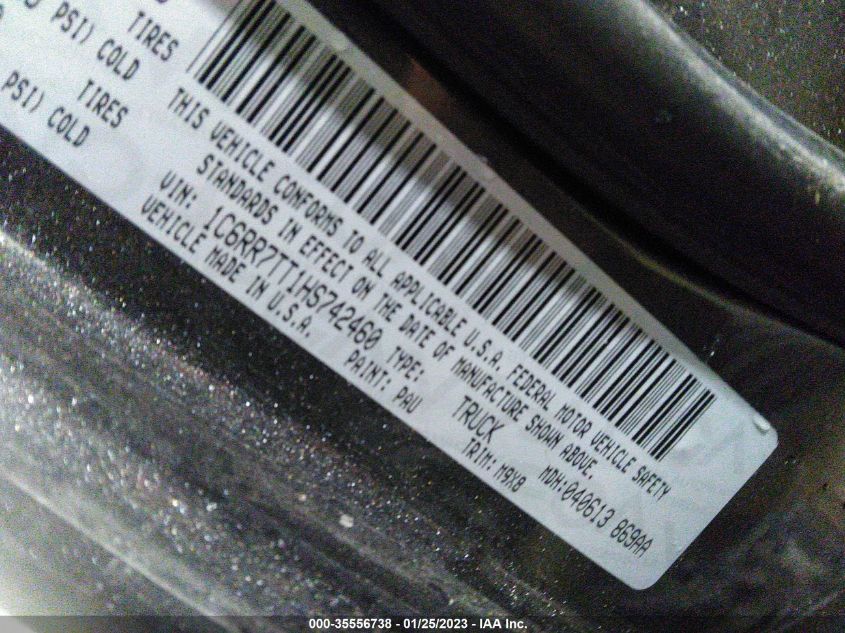 PSI) COLD
TIRES
PSI) COLD
TIRES
THIS VEHICLE CONFORMS TO ALL APPLICABLE U.S.A. FEDERAL MOTOR VEHICLE SAFETY
STANDARDS IN EFFECT ON THE DATE OF MANUFACTURE SHOWN ABOVE.
VIN: 1C6RR7TT1HS742460 TYPE: TRUCK MDH:040613 869AA
VEHICLE MADE IN U.S.A. PAINT: PAU TRIM: M9X8
000-35556738 - 01/25/2023 - IAA Inc.